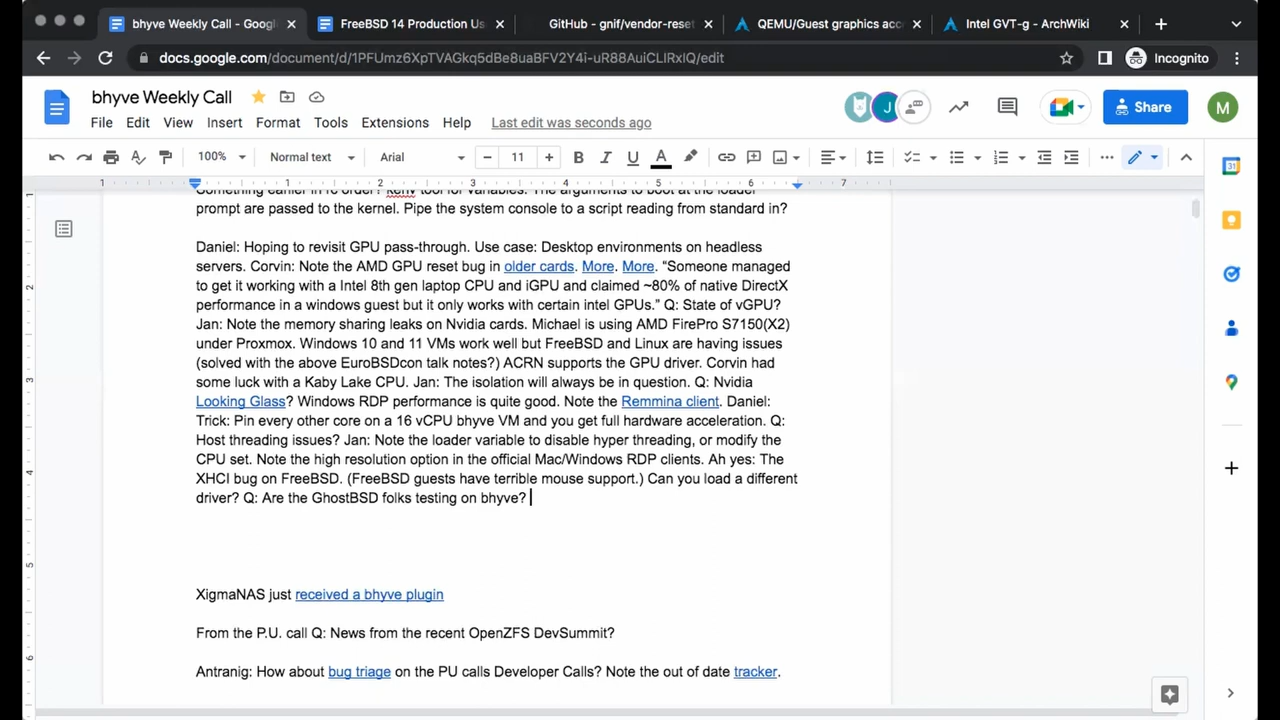 bhyve Weekly Call - Googl
FreeBSD 14 Production Us
GitHub - gnif/vendor-reset
QEMU/Guest graphics acc
Intel GVT-g - ArchWiki
docs.google.com/document/d/1PFUmz6XpTVAGkq5dBe8uaBFV2Y4i-uR88AuiCLlRxIQ/edit
Incognito
bhyve Weekly Call
J
Share
M
File Edit View Insert Format Tools Extensions Help Last edit was seconds ago
100% Normal text Arial 11 B I U A
1 1 2 3 4 5 6 7
prompt are passed to the kernel. Pipe the system console to a script reading from standard in?
Daniel: Hoping to revisit GPU pass-through. Use case: Desktop environments on headless
servers. Corvin: Note the AMD GPU reset bug in older cards. More. More. “Someone managed
to get it working with a Intel 8th gen laptop CPU and iGPU and claimed ~80% of native DirectX
performance in a windows guest but it only works with certain intel GPUs.” Q: State of vGPU?
Jan: Note the memory sharing leaks on Nvidia cards. Michael is using AMD FirePro S7150(X2)
under Proxmox. Windows 10 and 11 VMs work well but FreeBSD and Linux are having issues
(solved with the above EuroBSDcon talk notes?) ACRN supports the GPU driver. Corvin had
some luck with a Kaby Lake CPU. Jan: The isolation will always be in question. Q: Nvidia
Looking Glass? Windows RDP performance is quite good. Note the Remmina client. Daniel:
Trick: Pin every other core on a 16 vCPU bhyve VM and you get full hardware acceleration. Q:
Host threading issues? Jan: Note the loader variable to disable hyper threading, or modify the
CPU set. Note the high resolution option in the official Mac/Windows RDP clients. Ah yes: The
XHCI bug on FreeBSD. (FreeBSD guests have terrible mouse support.) Can you load a different
driver? Q: Are the GhostBSD folks testing on bhyve?
XigmaNAS just received a bhyve plugin
From the P.U. call Q: News from the recent OpenZFS DevSummit?
Antranig: How about bug triage on the PU calls Developer Calls? Note the out of date tracker.